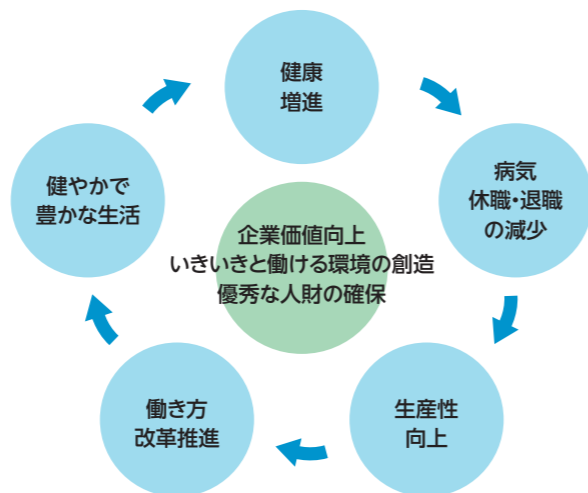 健康
増進
病気
休職・退職
の減少
生産性
向上
働き方
改革推進
健やかで
豊かな生活
企業価値向上
いきいきと働ける環境の創造
優秀な人財の確保